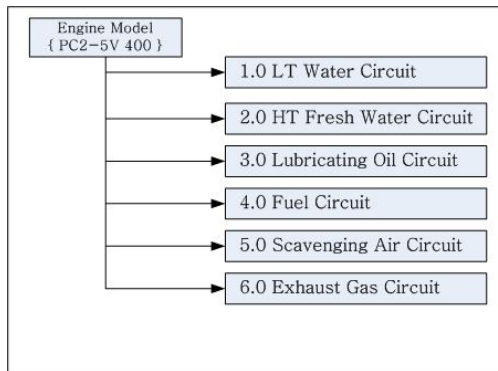 Engine Model
{ PC2-5V 400 }
1.0 LT Water Circuit
2.0 HT Fresh Water Circuit
3.0 Lubricating Oil Circuit
4.0 Fuel Circuit
5.0 Scavenging Air Circuit
6.0 Exhaust Gas Circuit